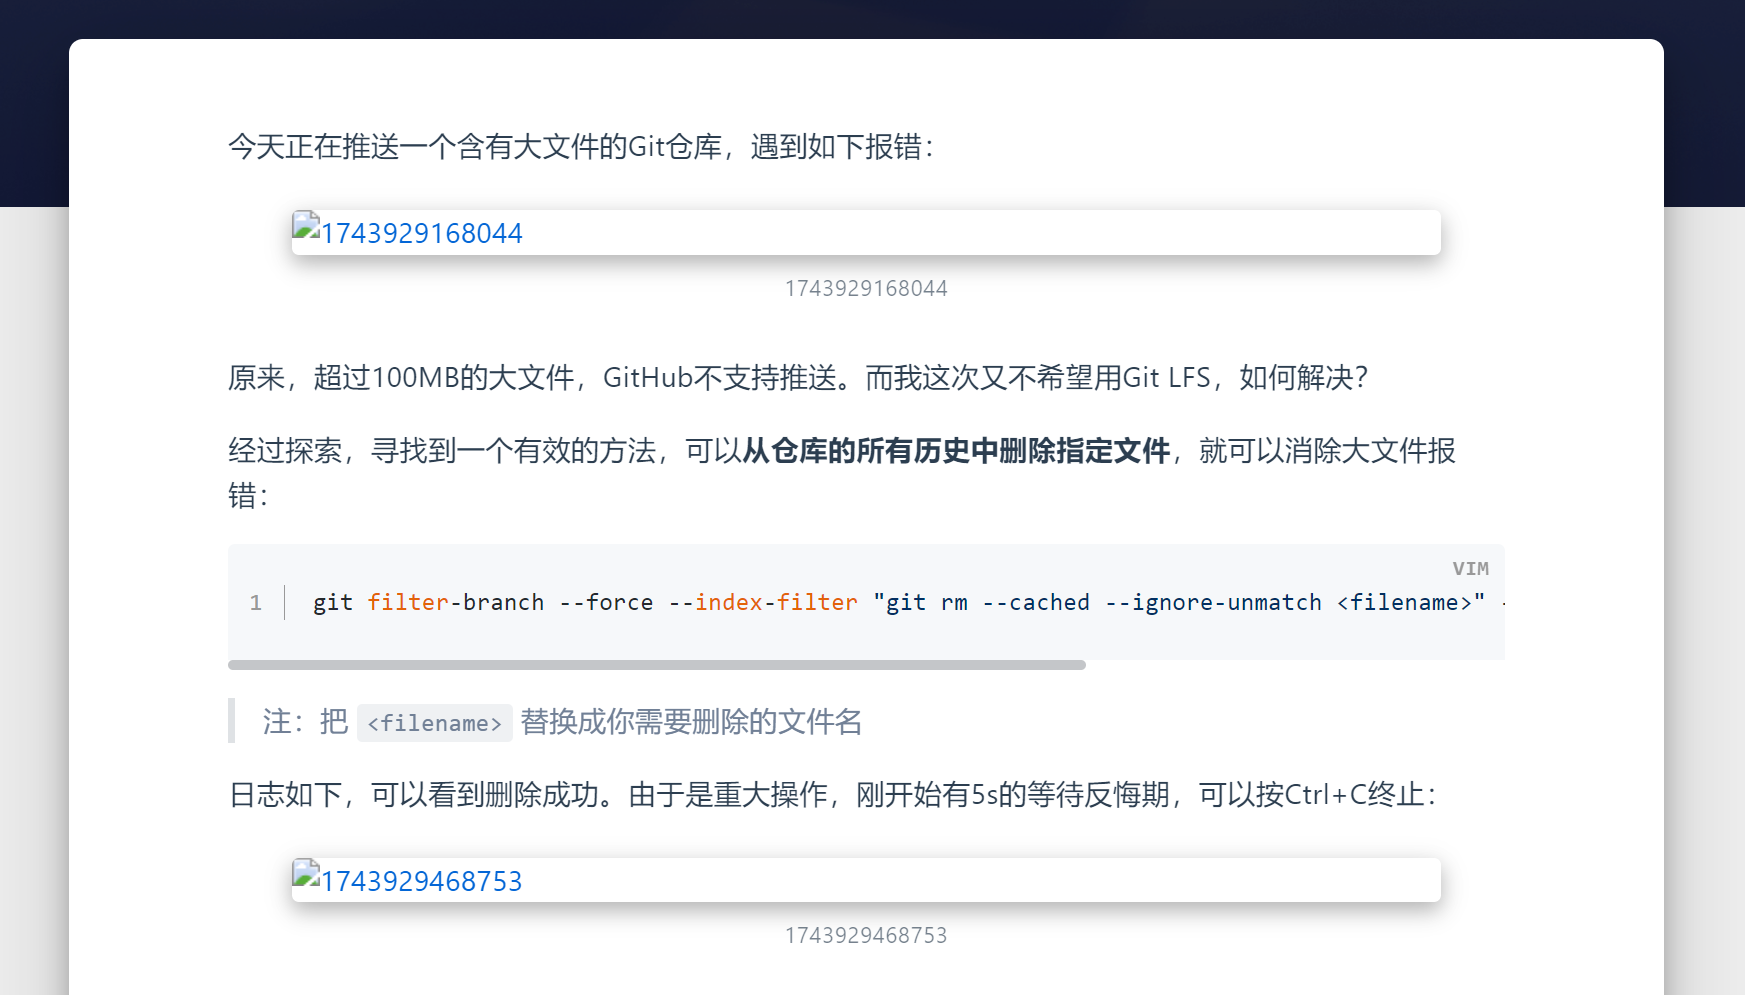 今天正在推送一个含有大文件的Git仓库，遇到如下报错：
1743929168044
1743929168044
原来，超过100MB的大文件，GitHub不支持推送。而我这次又不希望用Git LFS，如何解决？
经过探索，寻找到一个有效的方法，可以从仓库的所有历史中删除指定文件，就可以消除大文件报
错：
VIM
1 git filter-branch --force --index-filter "git rm --cached --ignore-unmatch <filename>" -
注：把 <filename> 替换成你需要删除的文件名
日志如下，可以看到删除成功。由于是重大操作，刚开始有5s的等待反悔期，可以按Ctrl+C终止：
1743929468753
1743929468753